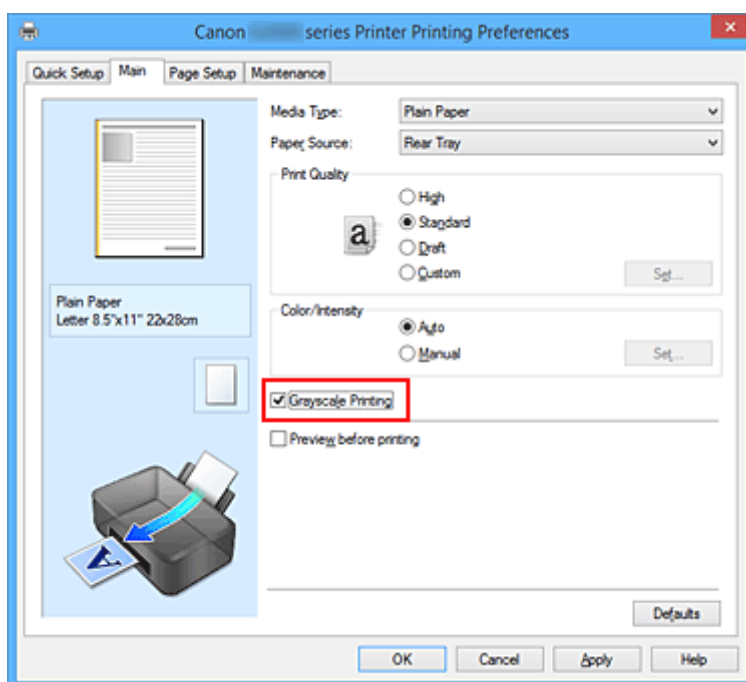 Canon series Printer Printing Preferences
Quick Setup Main Page Setup Maintenance
Media Type: Plain Paper
Paper Source: Rear Tray
Print Quality
High
a Standard
Draft
Custom Set...
Plain Paper
Letter 8.5"x11" 22x28cm
Color/Intensity
Auto
Manual Set...
Grayscale Printing
Preview before printing
A
Defaults
OK Cancel Apply Help